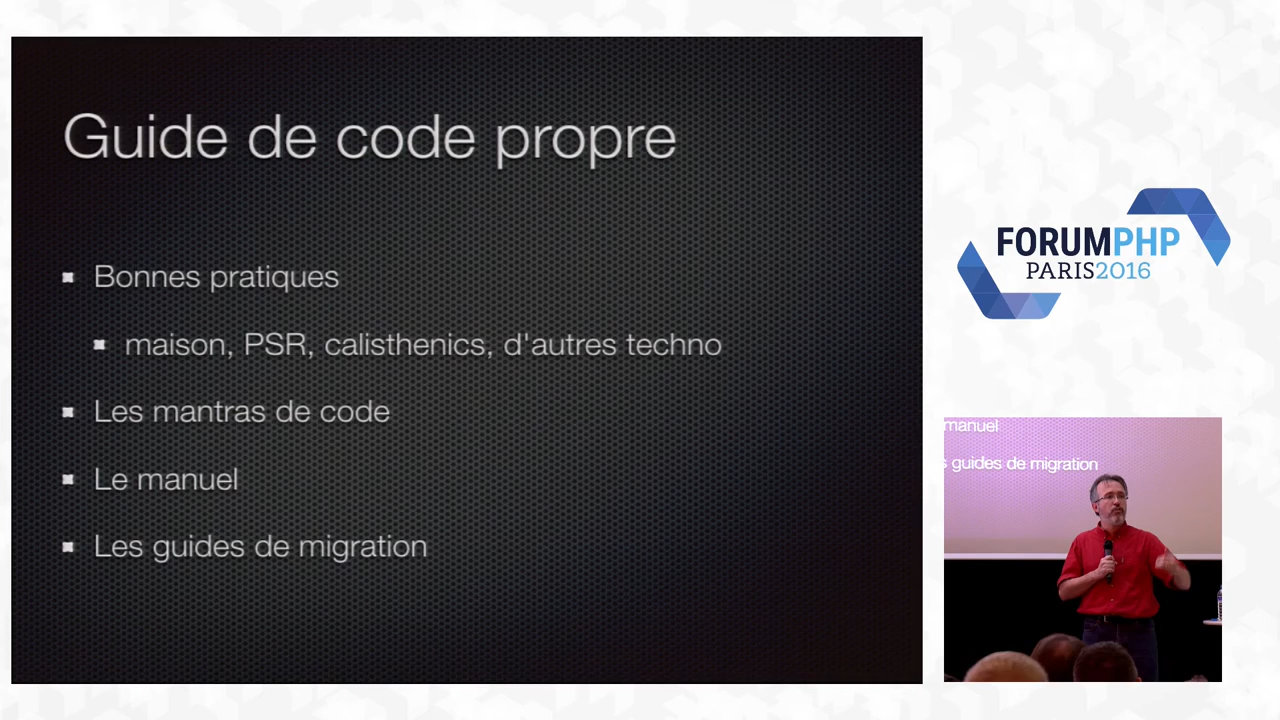 Guide de code propre
Bonnes pratiques
maison, PSR, calisthenics, d'autres techno
Les mantras de code
Le manuel
Les guides de migration
FORUMPHP
PARIS2016
manuel
s guides de migration